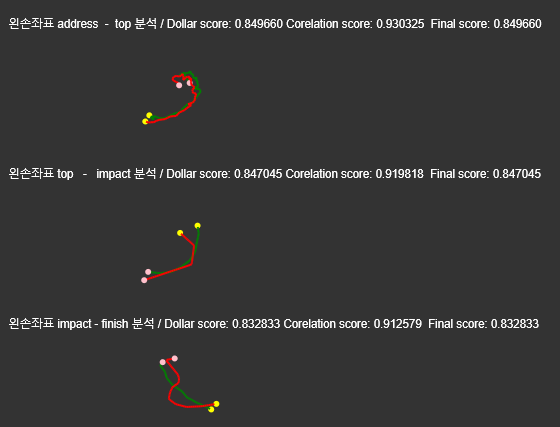 왼손좌표 address - top 분석 / Dollar score: 0.849660 Corelation score: 0.930325 Final score: 0.849660
왼손좌표 top - impact 분석 / Dollar score: 0.847045 Corelation score: 0.919818 Final score: 0.847045
왼손좌표 impact - finish 분석 / Dollar score: 0.832833 Corelation score: 0.912579 Final score: 0.832833